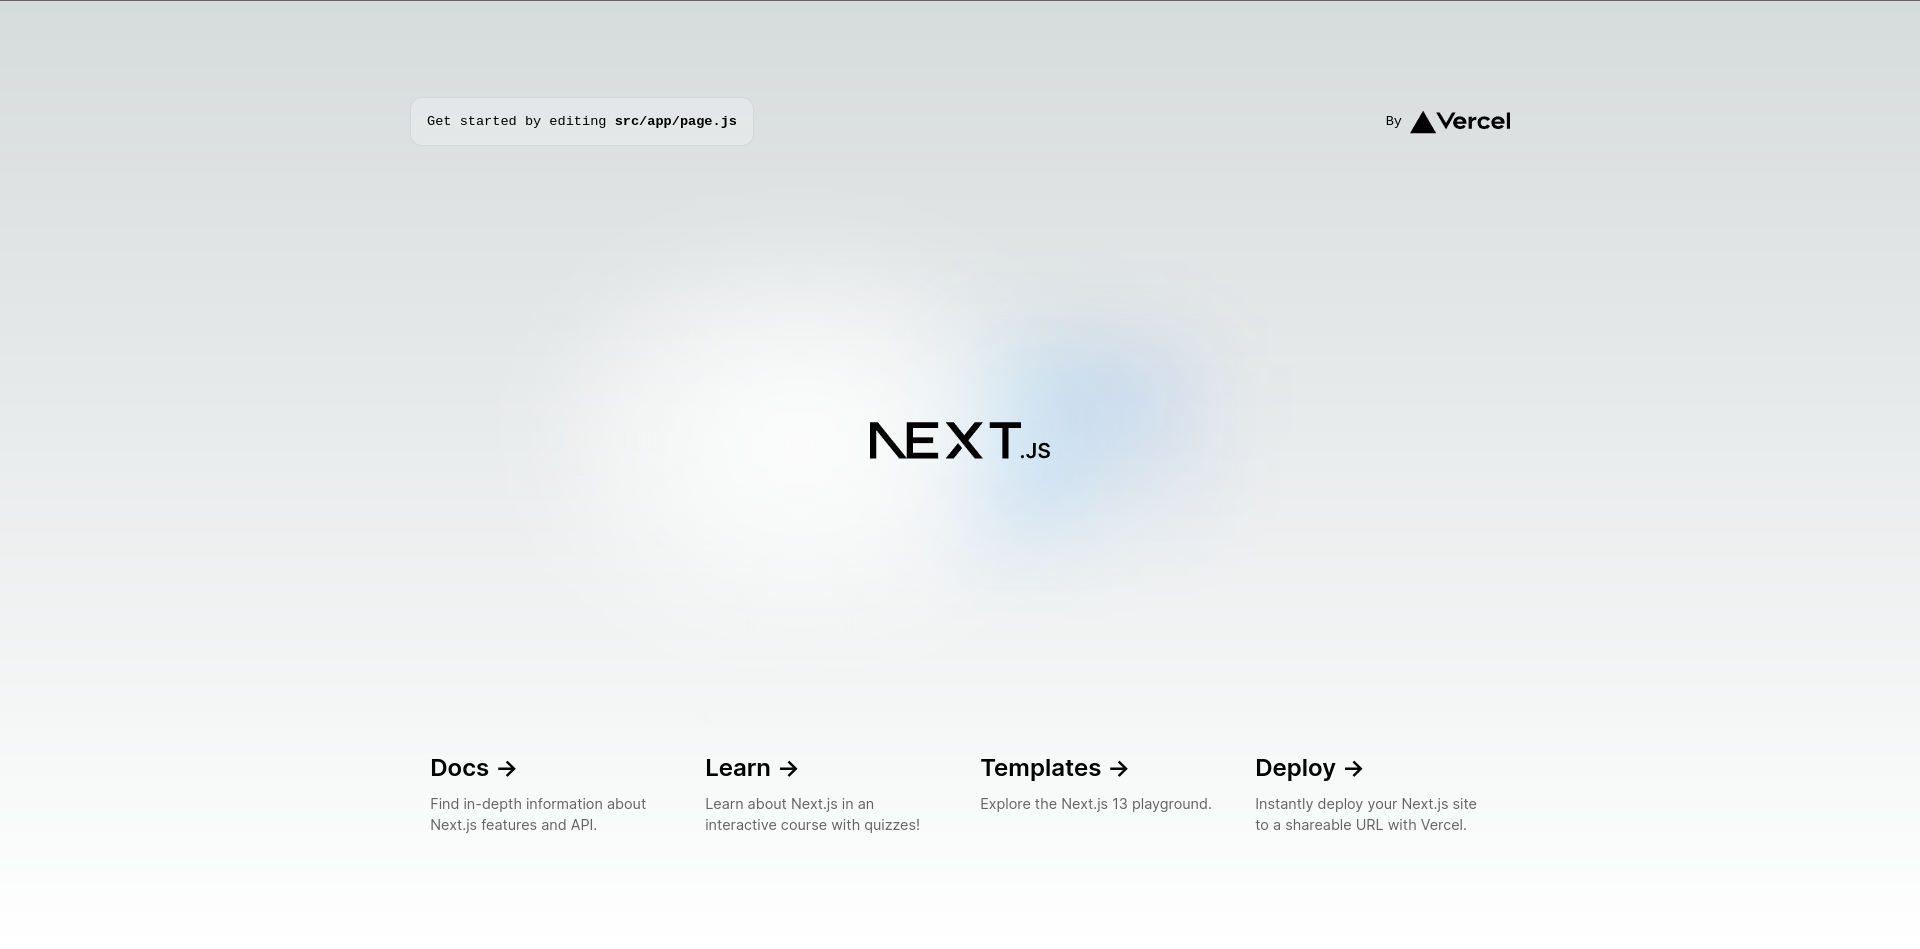 Get started by editing src/app/page.js
By Vercel
NEXT.JS
Docs →
Find in-depth information about
Next.js features and API.
Learn →
Learn about Next.js in an
interactive course with quizzes!
Templates →
Explore the Next.js 13 playground.
Deploy →
Instantly deploy your Next.js site
to a shareable URL with Vercel.